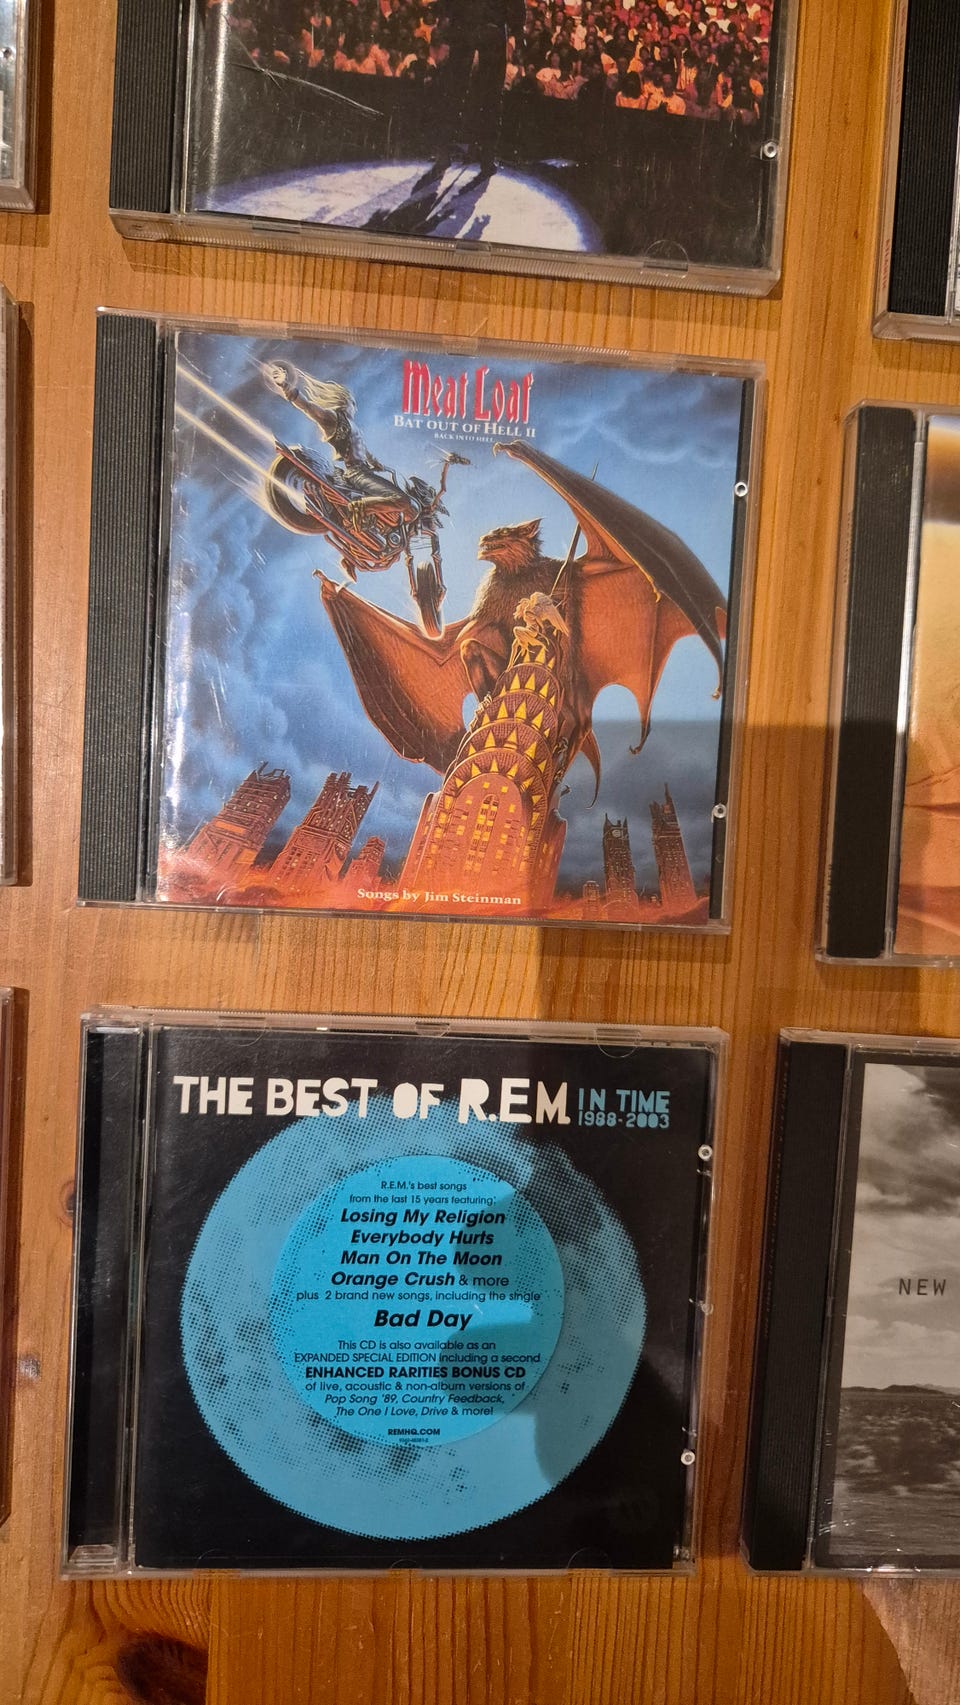 Meat Loaf
BAT OUT OF HELL II
BACK INTO HELL
Songs by Jim Steinman
THE BEST OF R.E.M. IN TIME
1988-2003
R.E.M.'s best songs
from the last 15 years featuring:
Losing My Religion
Everybody Hurts
Man On The Moon
Orange Crush & more
plus 2 brand new songs, including the single
Bad Day
This CD is also available as an
EXPANDED SPECIAL EDITION including a second
ENHANCED RARITIES BONUS CD
of live, acoustic & non-album versions of
Pop Song '89, Country Feedback,
The One I Love, Drive & more!
REMHQ.COM
NEW